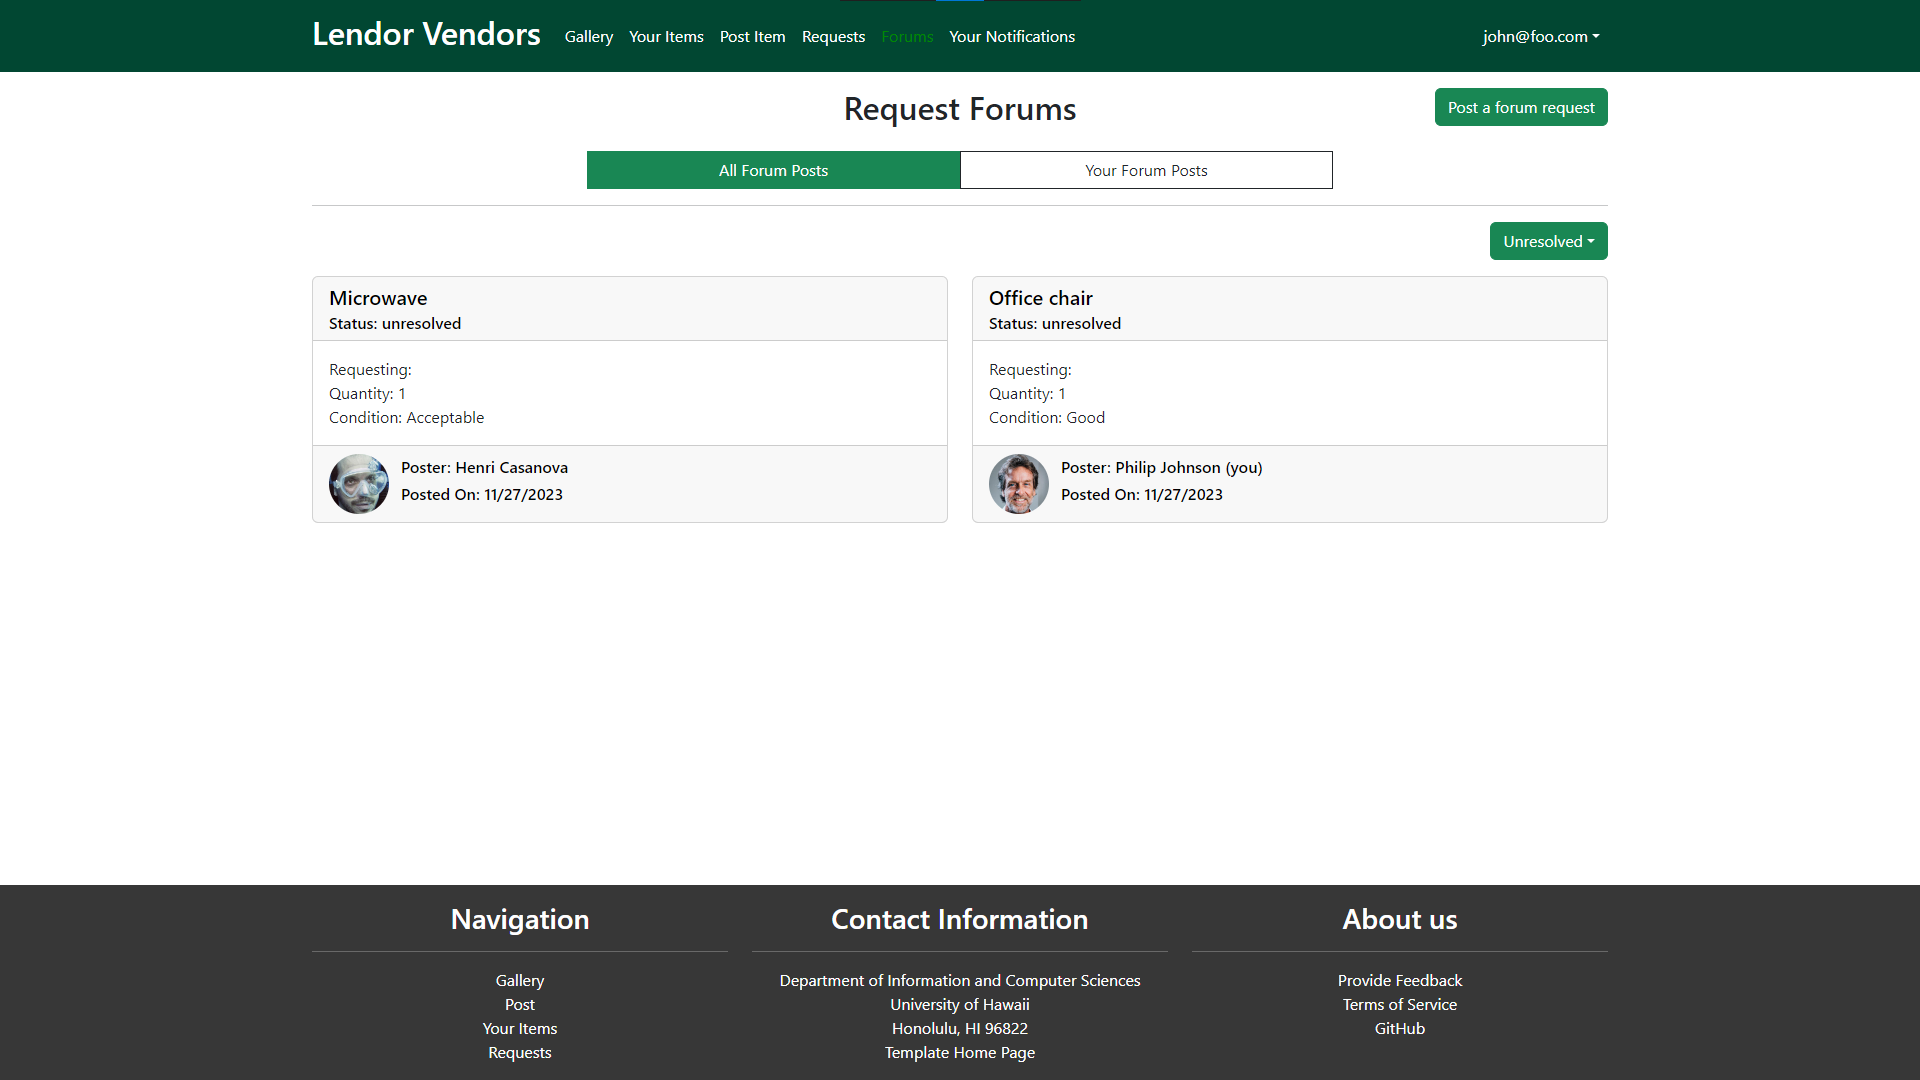 Lendor Vendors Gallery Your Items Post Item Requests Forums Your Notifications john@foo.com
Request Forums
Post a forum request
All Forum Posts Your Forum Posts
Unresolved
Microwave
Status: unresolved
Requesting:
Quantity: 1
Condition: Acceptable
Poster: Henri Casanova
Posted On: 11/27/2023
Office chair
Status: unresolved
Requesting:
Quantity: 1
Condition: Good
Poster: Philip Johnson (you)
Posted On: 11/27/2023
Navigation
Gallery
Post
Your Items
Requests
Contact Information
Department of Information and Computer Sciences
University of Hawaii
Honolulu, HI 96822
Template Home Page
About us
Provide Feedback
Terms of Service
GitHub